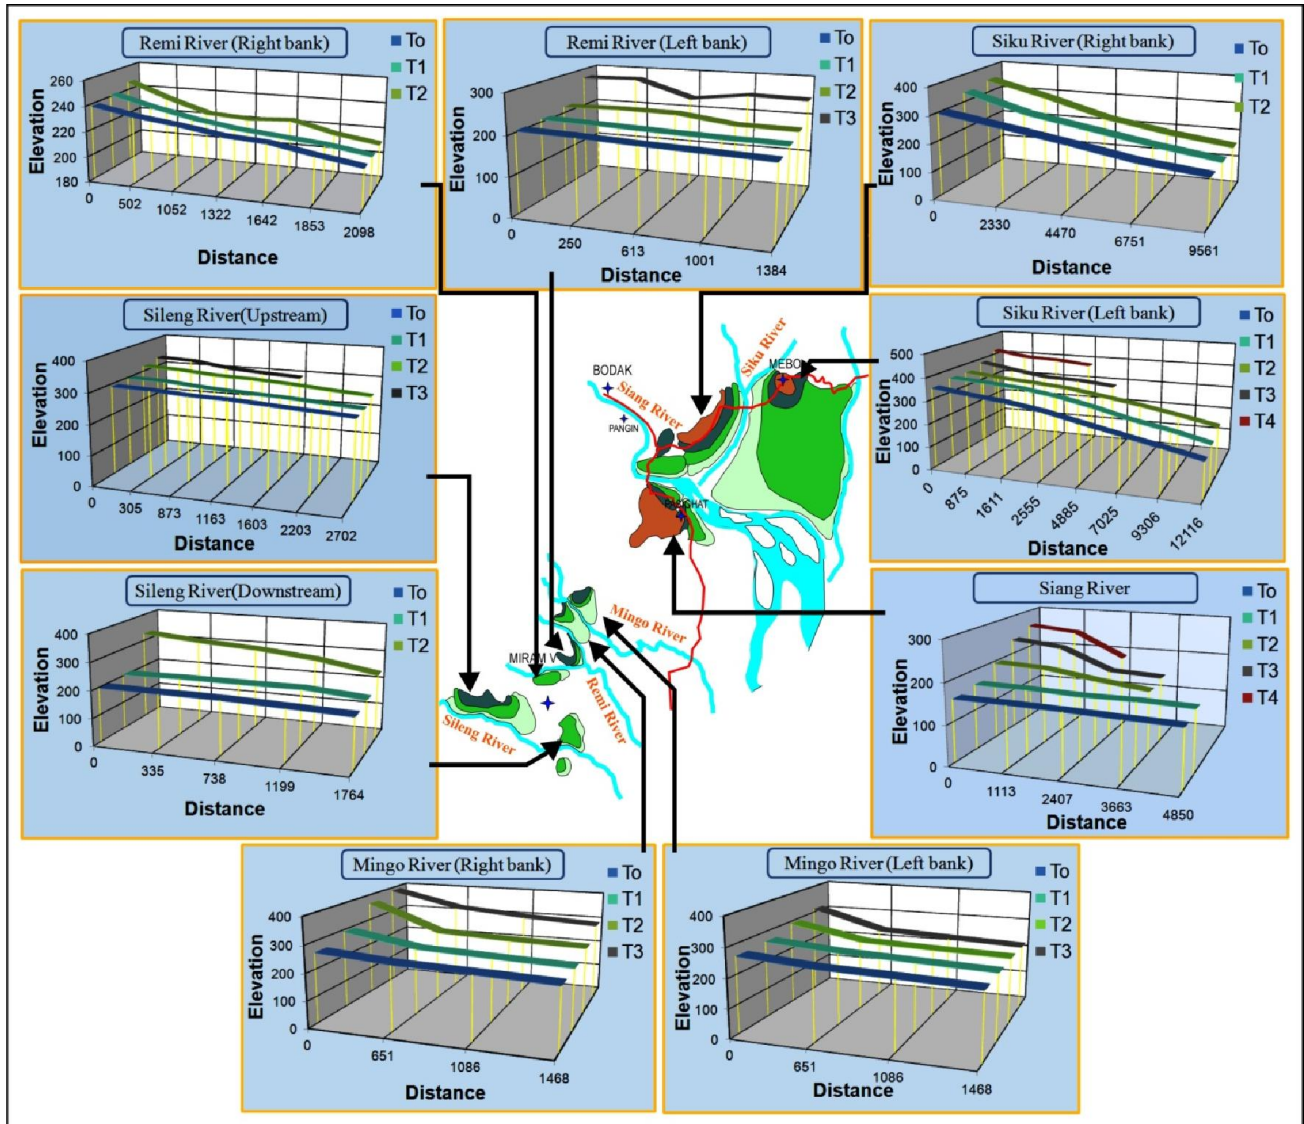 Remi River (Right bank)
To
T1
T2
260
240
220
200
180
Elevation
0
502
1052
1322
1642
1853
2098
Distance
Remi River (Left bank)
To
T1
T2
T3
300
200
100
0
Elevation
0
250
613
1001
1384
Distance
Siku River (Right bank)
To
T1
T2
400
300
200
100
0
Elevation
0
2330
4470
6751
9561
Distance
Sileng River(Upstream)
To
T1
T2
T3
400
300
200
100
0
Elevation
0
305
873
1163
1603
2203
2702
Distance
Siku River (Left bank)
To
T1
T2
T3
T4
500
400
300
200
100
0
Elevation
0
875
1611
2555
4885
7025
9306
12116
Distance
BODAK
Siang River
PANGIN
Siku River
MEBO
Mingo River
MIRAM V
Remi River
Sileng River
Sileng River(Downstream)
To
T1
T2
400
300
200
100
0
Elevation
0
335
738
1199
1764
Distance
Siang River
To
T1
T2
T3
T4
300
200
100
0
Elevation
0
1113
2407
3663
4850
Distance
Mingo River (Right bank)
To
T1
T2
T3
400
300
200
100
0
Elevation
0
651
1086
1468
Distance
Mingo River (Left bank)
To
T1
T2
T3
400
300
200
100
0
Elevation
0
651
1086
1468
Distance